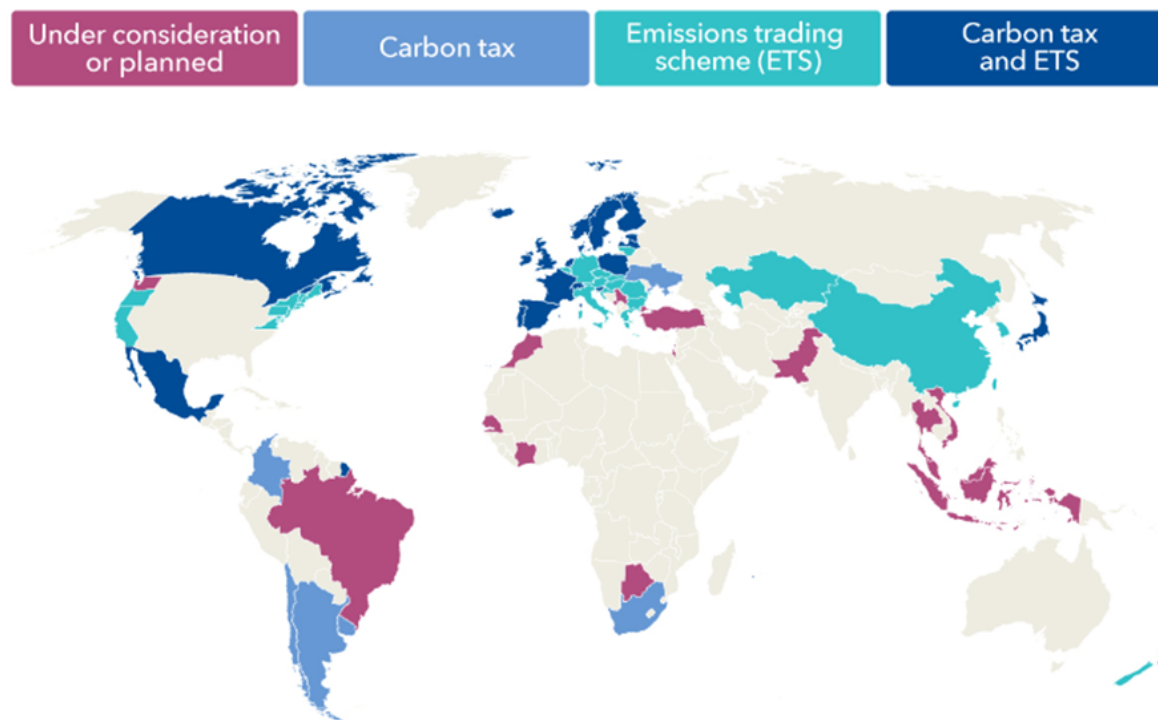 Under consideration
or planned
Carbon tax
Emissions trading
scheme (ETS)
Carbon tax
and ETS